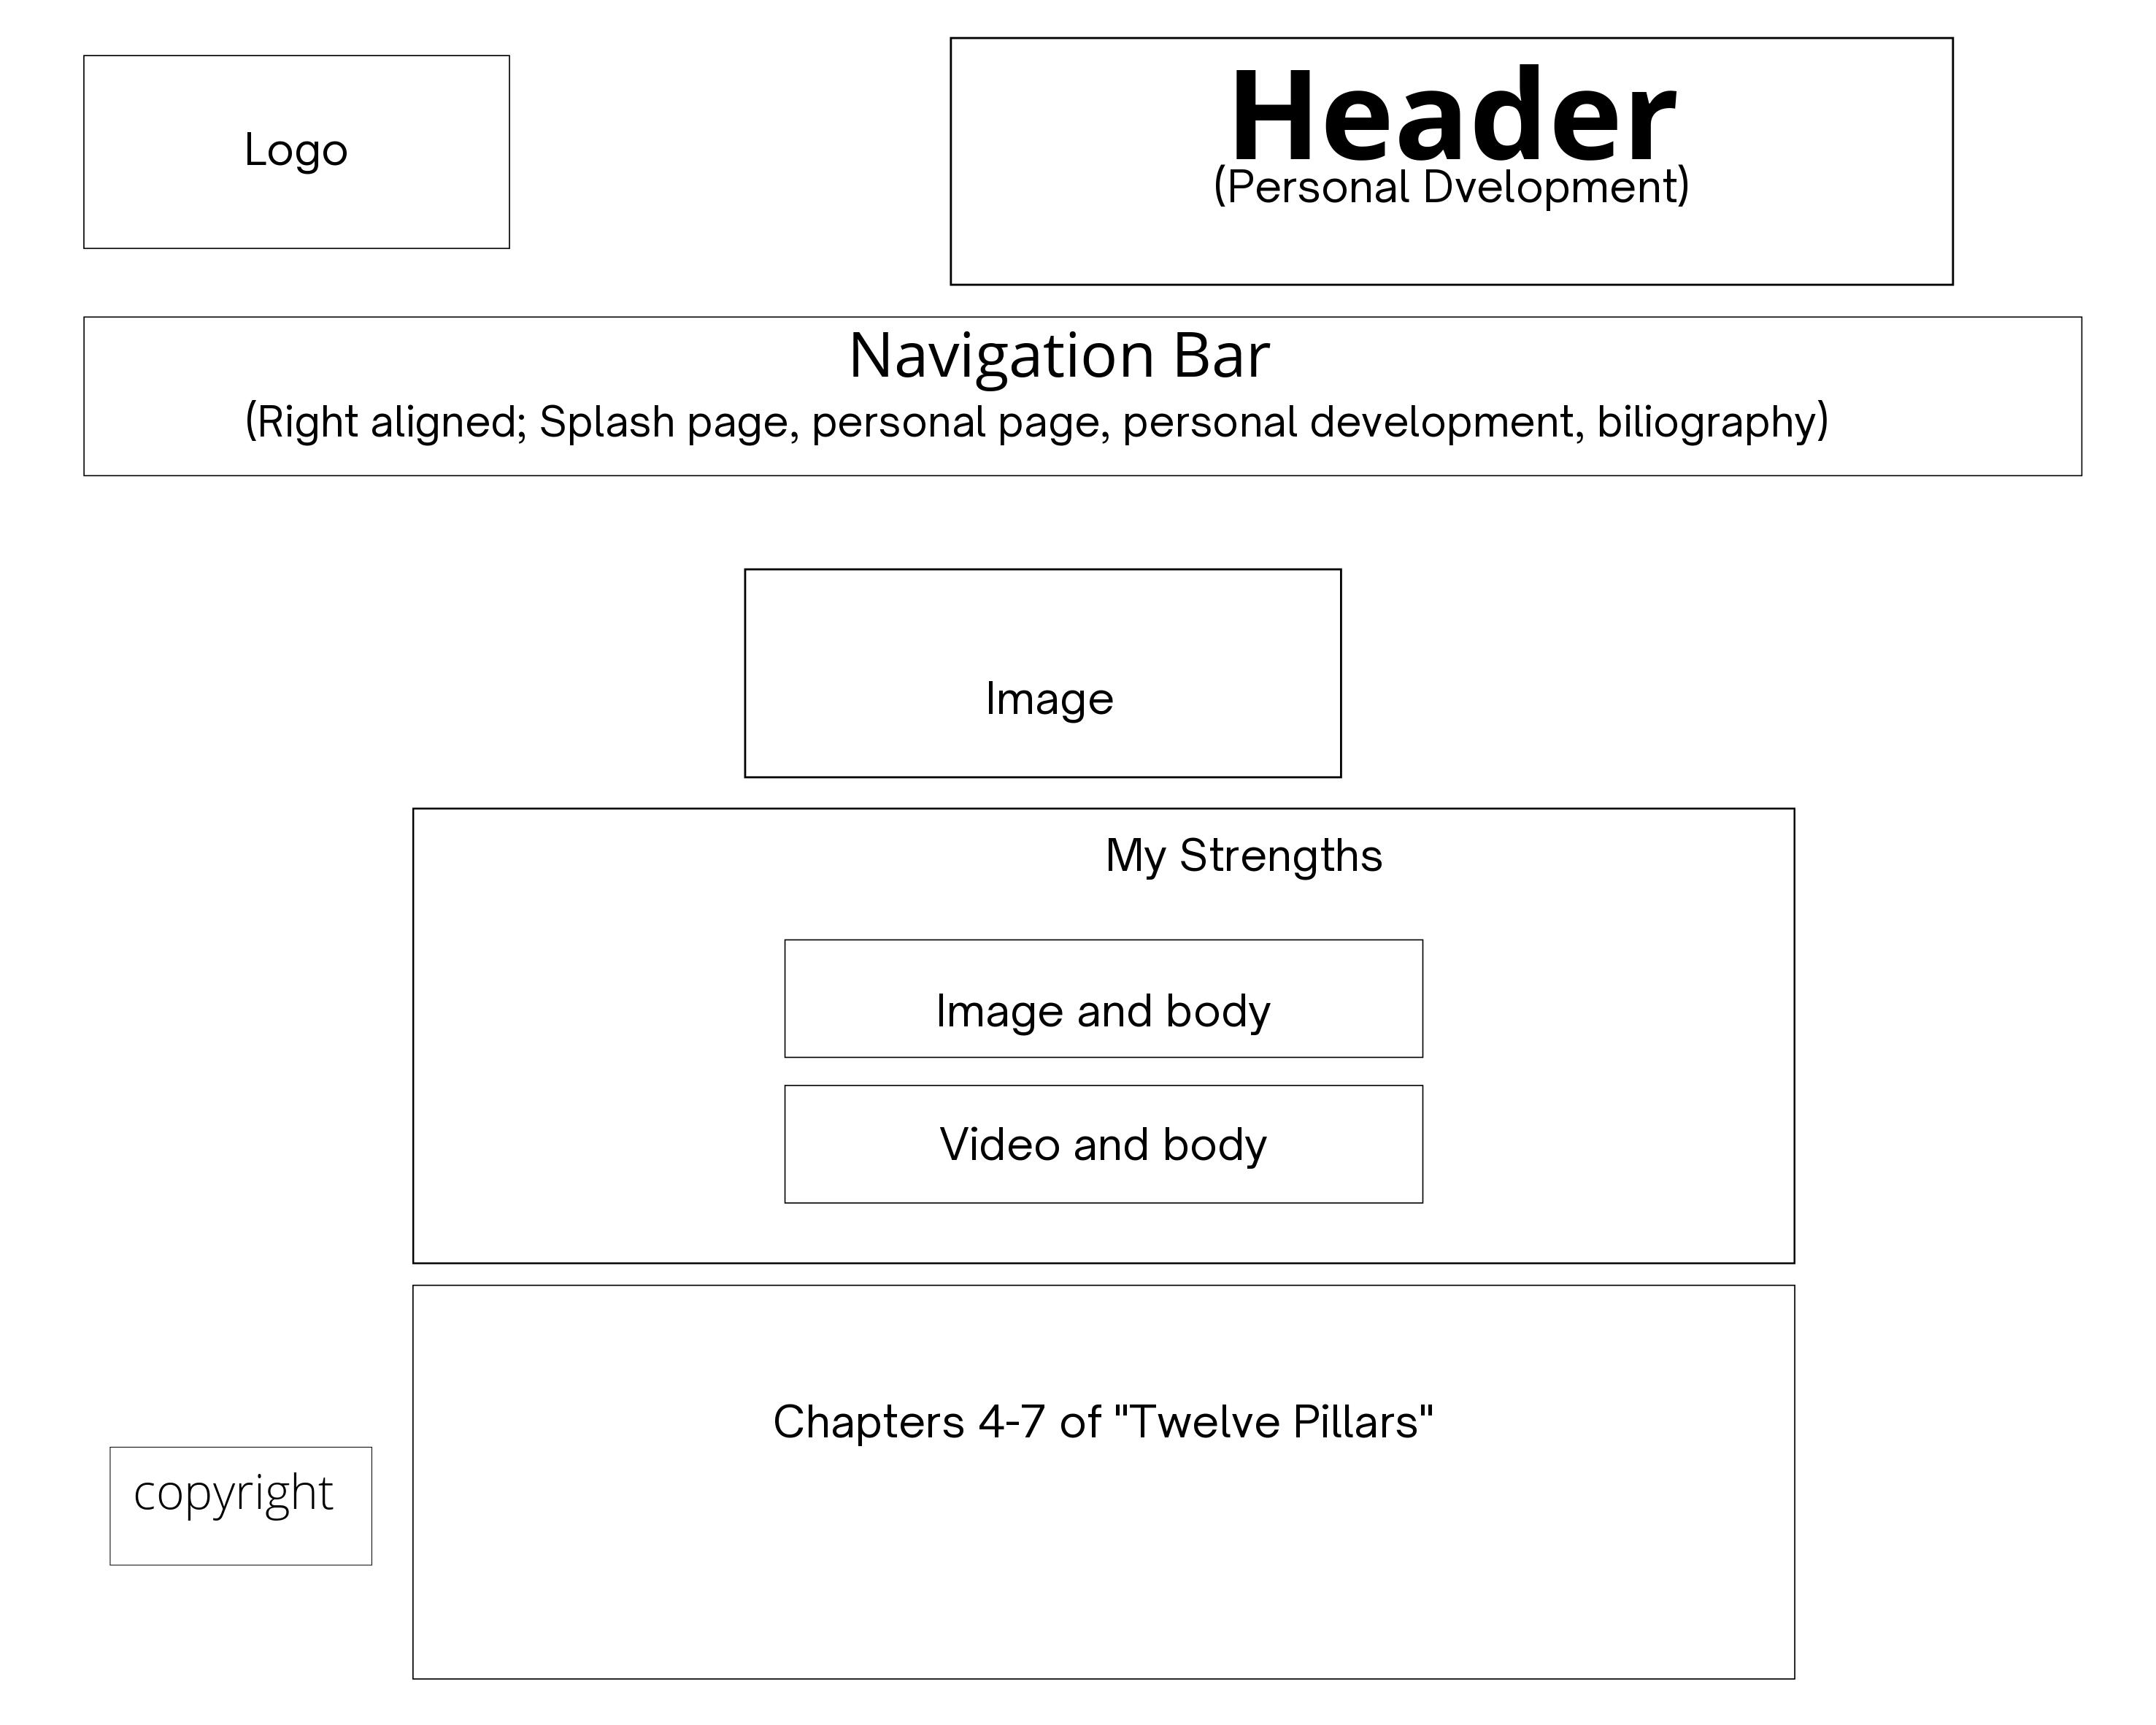 Logo
Header
(Personal Dvelopment)
Navigation Bar
(Right aligned; Splash page, personal page, personal development, biliography)
Image
My Strengths
Image and body
Video and body
Chapters 4-7 of "Twelve Pillars"
copyright